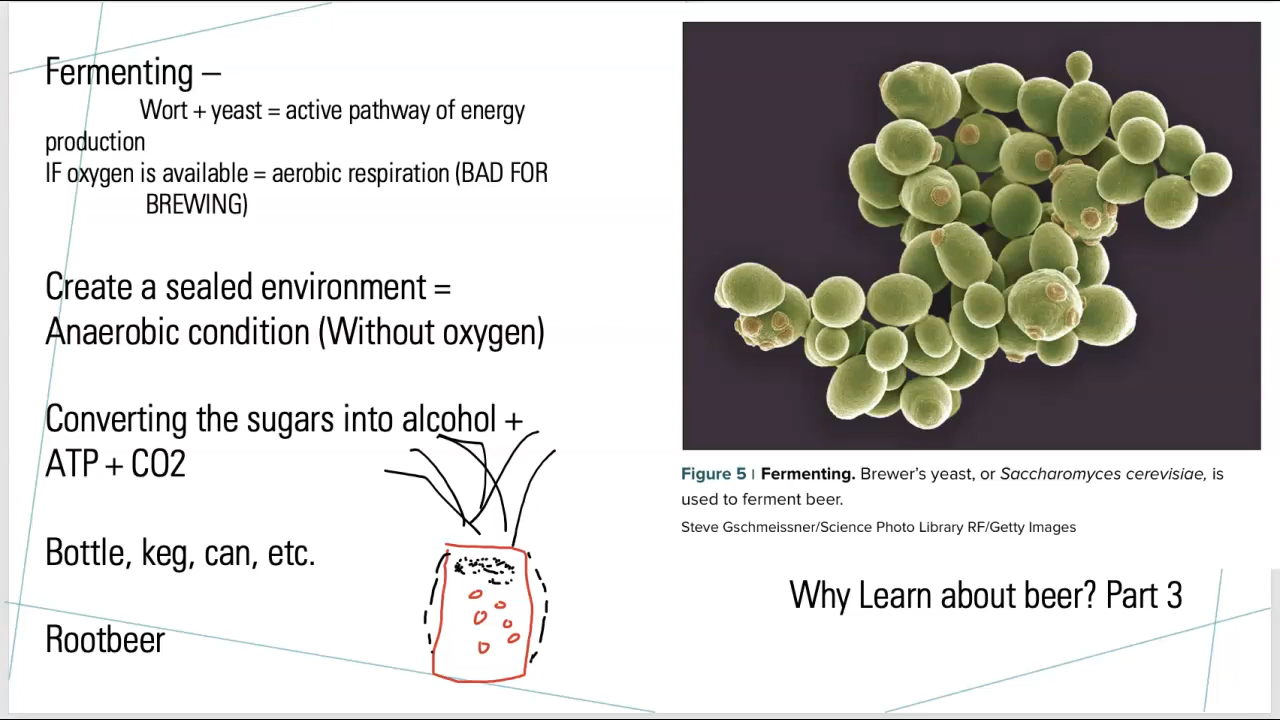 Fermenting –
Wort + yeast = active pathway of energy
production
IF oxygen is available = aerobic respiration (BAD FOR
BREWING)
Create a sealed environment =
Anaerobic condition (Without oxygen)
Converting the sugars into alcohol +
ATP + CO2
Bottle, keg, can, etc.
Rootbeer
Figure 5 | Fermenting. Brewer's yeast, or Saccharomyces cerevisiae, is
used to ferment beer.
Steve Gschmeissner/Science Photo Library RF/Getty Images
Why Learn about beer? Part 3